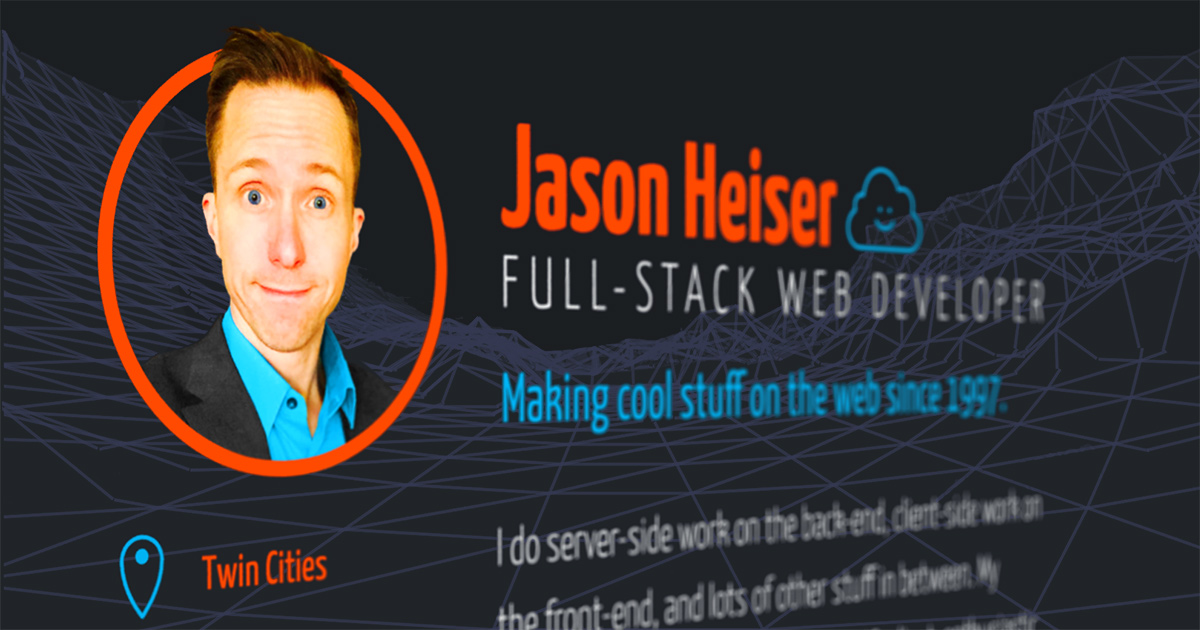 Jason Heiser
FULL-STACK WEB DEVELOPER
Making cool stuff on the web since 1997.
Twin Cities
I do server-side work on the back-end, client-side work on
the front-end, and lots of other stuff in between. My